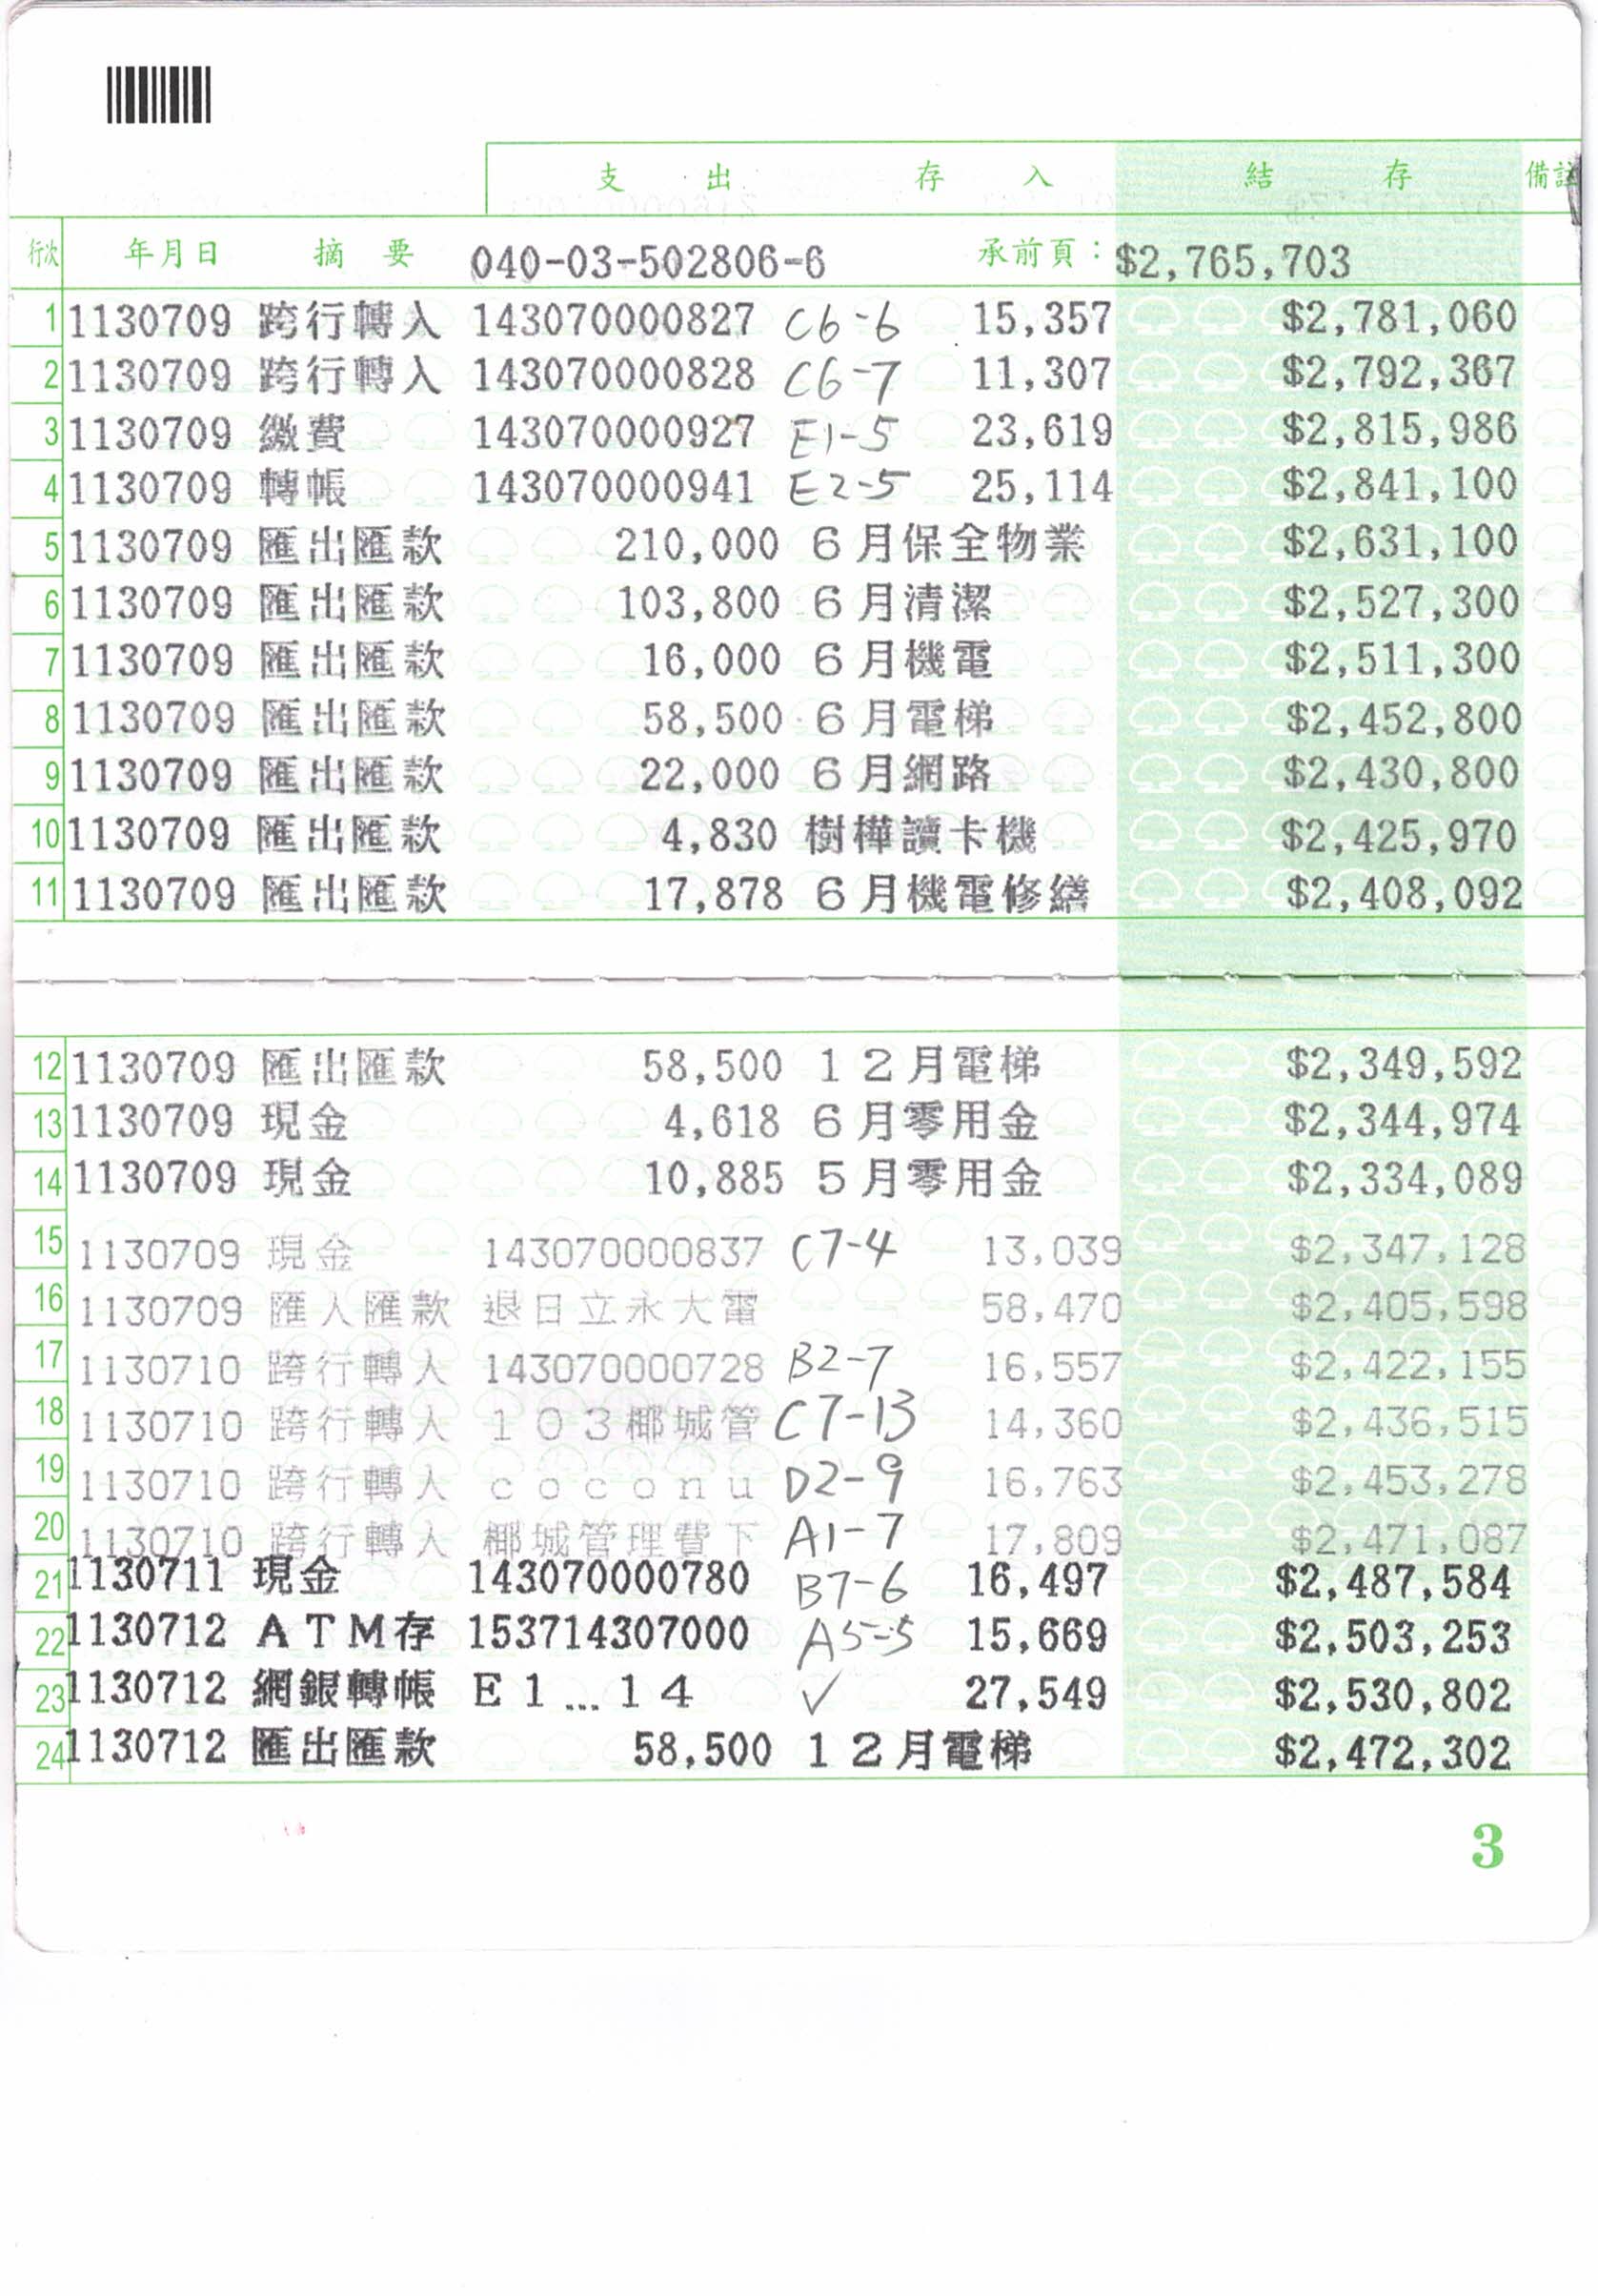 支 出 存 入 結 存 備註
行次 年月日 摘 要 040-03-502806-6 承前頁：$2,765,703
1 1130709 跨行轉入 143070000827 C6-6 15,357 $2,781,060
2 1130709 跨行轉入 143070000828 C6-7 11,307 $2,792,367
3 1130709 繳費 143070000927 E1-5 23,619 $2,815,986
4 1130709 轉帳 143070000941 E2-5 25,114 $2,841,100
5 1130709 匯出匯款 210,000 ６月保全物業 $2,631,100
6 1130709 匯出匯款 103,800 ６月清潔 $2,527,300
7 1130709 匯出匯款 16,000 ６月機電 $2,511,300
8 1130709 匯出匯款 58,500 ６月電梯 $2,452,800
9 1130709 匯出匯款 22,000 ６月網路 $2,430,800
10 1130709 匯出匯款 4,830 樹樺讀卡機 $2,425,970
11 1130709 匯出匯款 17,878 ６月機電修繕 $2,408,092
12 1130709 匯出匯款 58,500 １２月電梯 $2,349,592
13 1130709 現金 4,618 ６月零用金 $2,344,974
14 1130709 現金 10,885 ５月零用金 $2,334,089
15 1130709 現金 143070000837 C7-4 13,039 $2,347,128
16 1130709 匯入匯款 退日立永大電 58,470 $2,405,598
17 1130710 跨行轉入 143070000728 B2-7 16,557 $2,422,155
18 1130710 跨行轉入 １０３椰城管 C7-13 14,360 $2,436,515
19 1130710 跨行轉入 ｃｏｃｏｎｕ D2-9 16,763 $2,453,278
20 1130710 跨行轉入 椰城管理費下 A1-7 17,809 $2,471,087
21 1130711 現金 143070000780 B7-6 16,497 $2,487,584
22 1130712 ＡＴＭ存 153714307000 A5-5 15,669 $2,503,253
23 1130712 網銀轉帳 Ｅ１…１４ ✓ 27,549 $2,530,802
24 1130712 匯出匯款 58,500 １２月電梯 $2,472,302
3